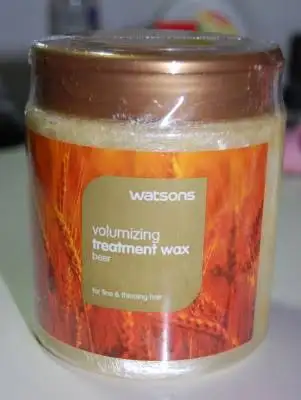 watsons
volumizing
treatment wax
beer
for fine & thinning hair